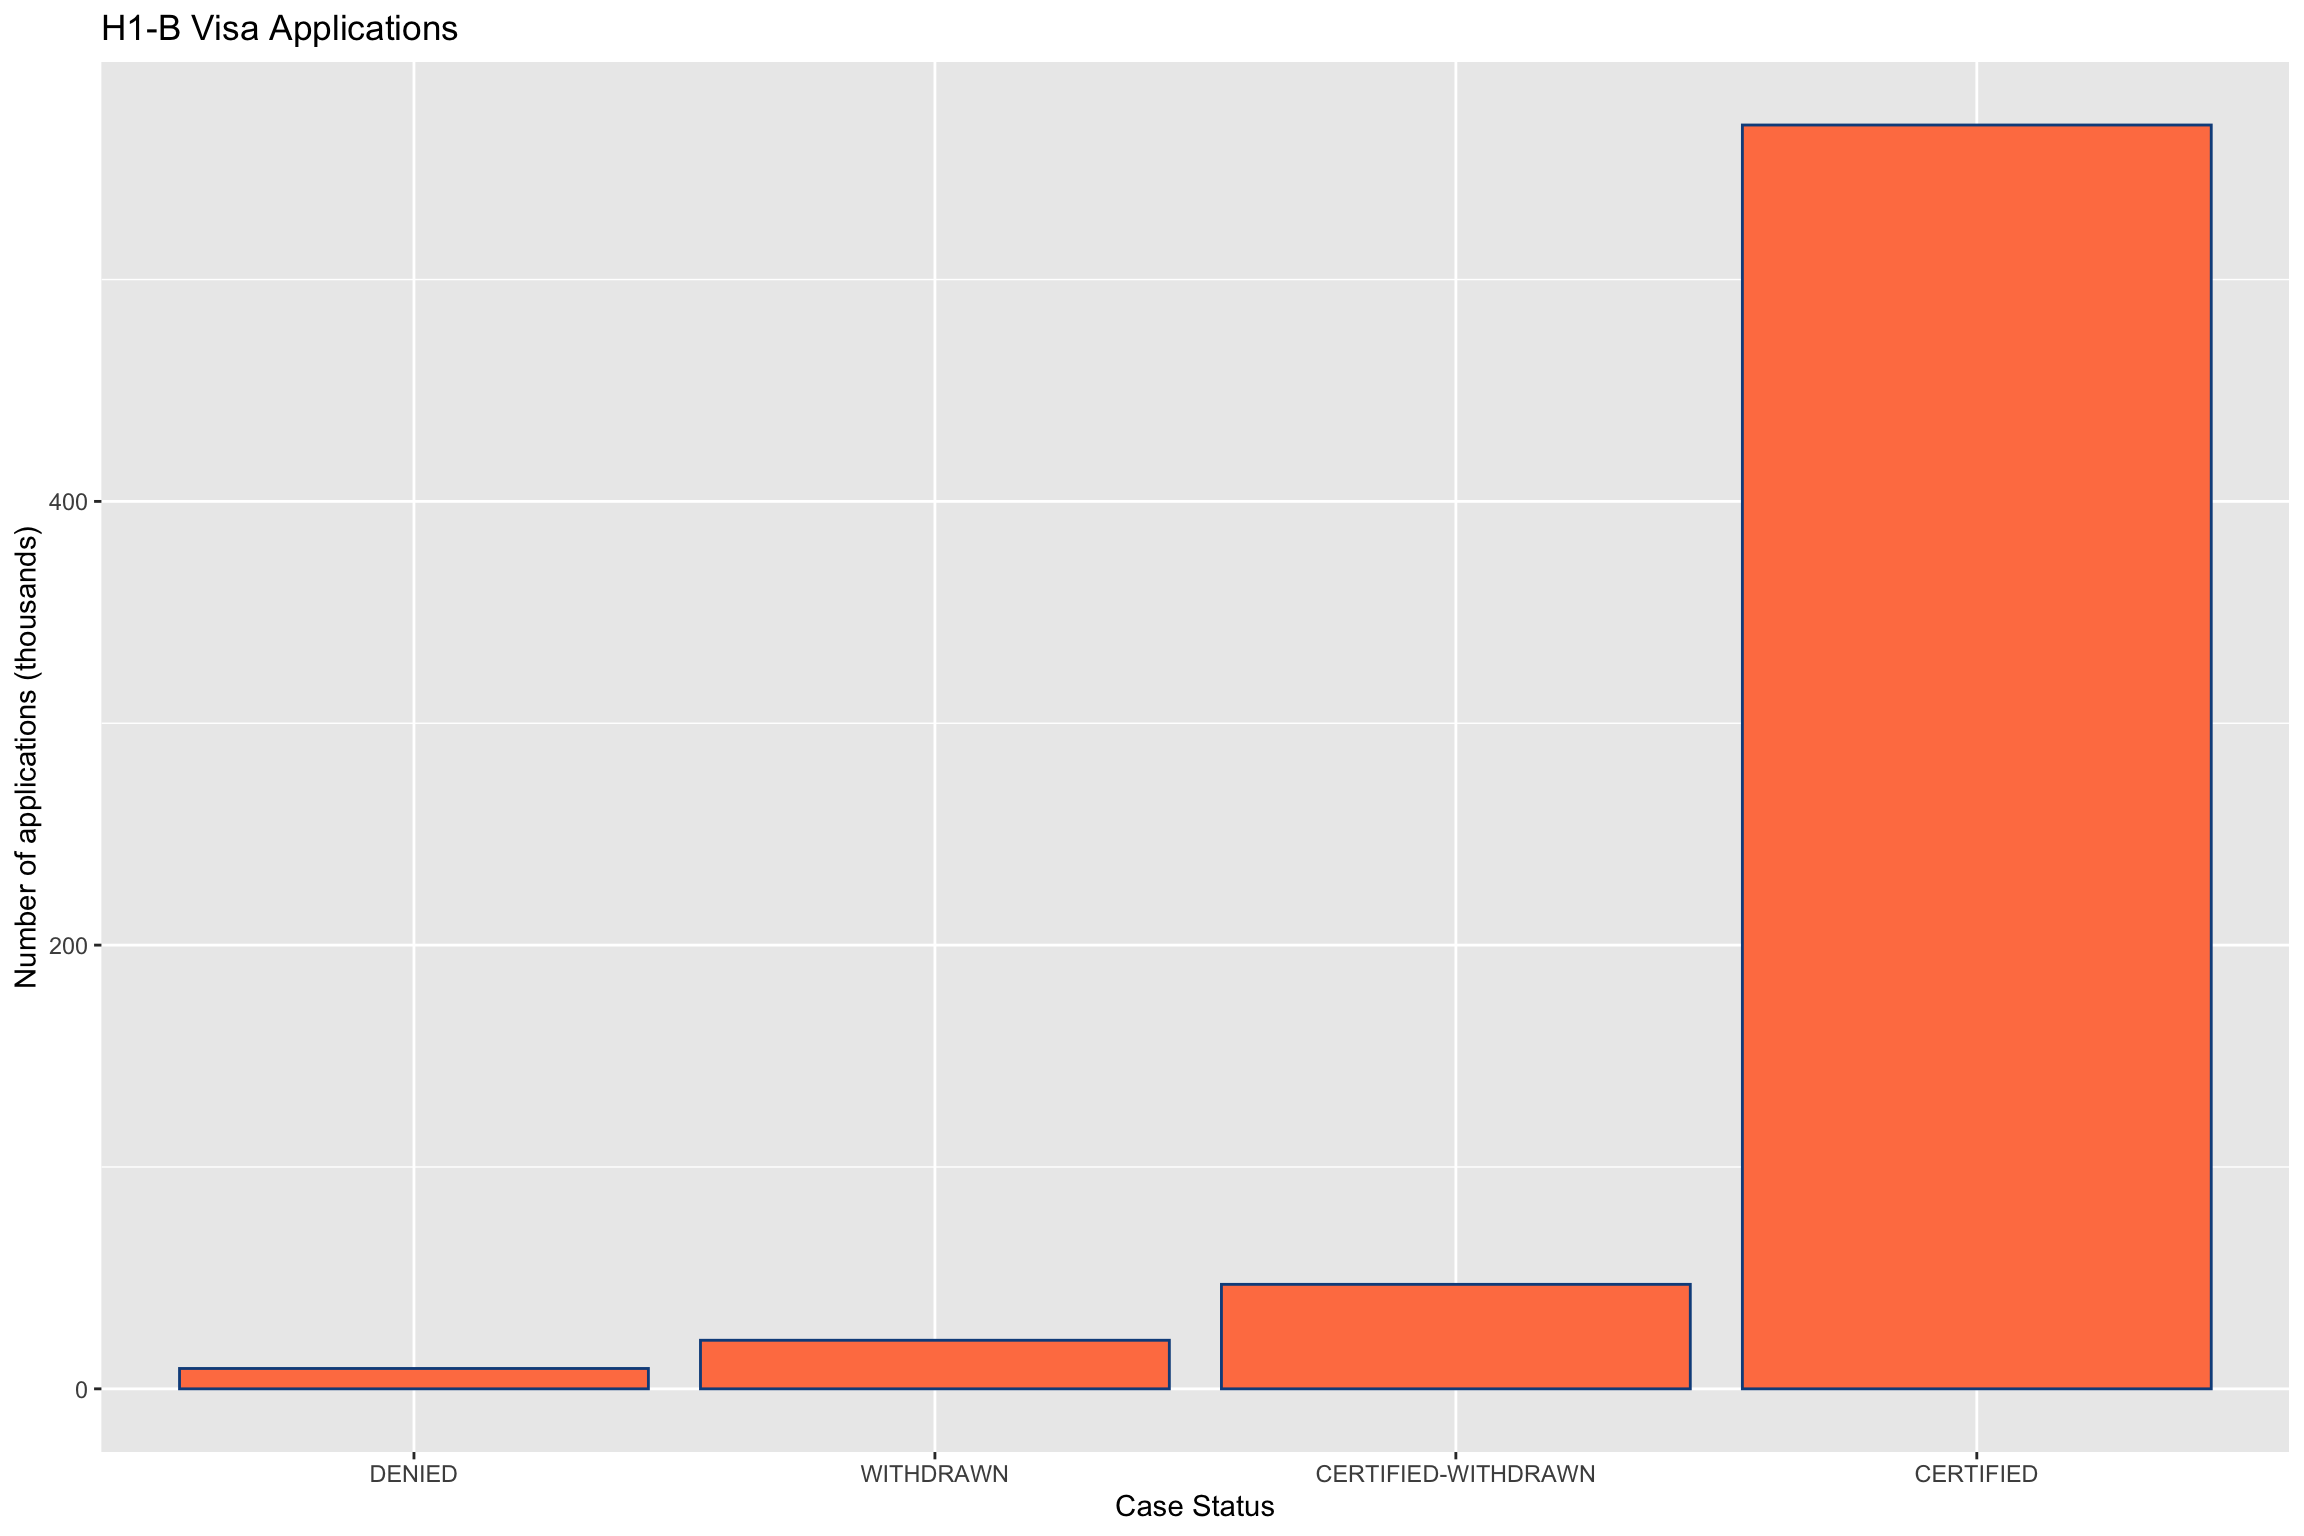 H1-B Visa Applications
Number of applications (thousands)
400
200
0
DENIED
WITHDRAWN
CERTIFIED-WITHDRAWN
CERTIFIED
Case Status